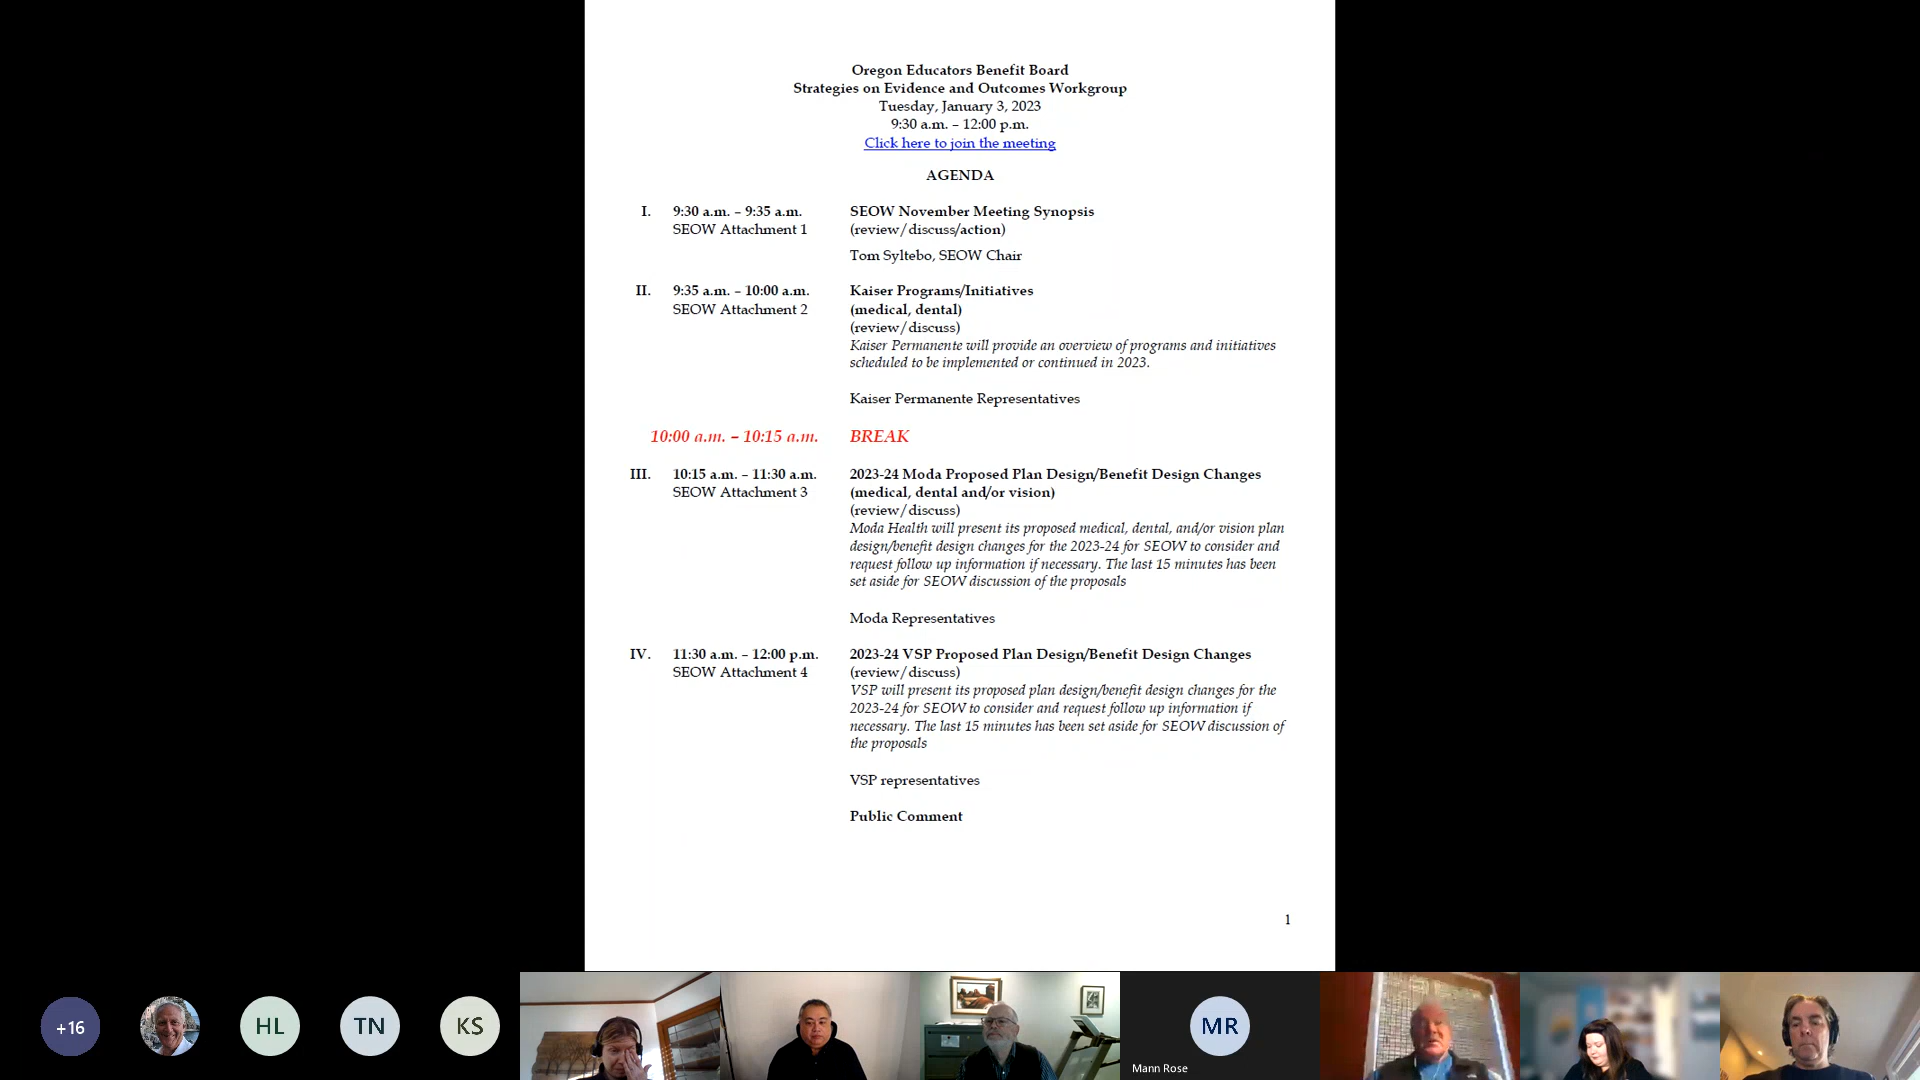 Oregon Educators Benefit Board
Strategies on Evidence and Outcomes Workgroup
Tuesday, January 3, 2023
9:30 a.m. – 12:00 p.m.
Click here to join the meeting
AGENDA
I. 9:30 a.m. – 9:35 a.m. SEOW November Meeting Synopsis
SEOW Attachment 1 (review/discuss/action)
Tom Syltebo, SEOW Chair
II. 9:35 a.m. – 10:00 a.m. Kaiser Programs/Initiatives
SEOW Attachment 2 (medical, dental)
(review/discuss)
Kaiser Permanente will provide an overview of programs and initiatives
scheduled to be implemented or continued in 2023.
Kaiser Permanente Representatives
10:00 a.m. – 10:15 a.m. BREAK
III. 10:15 a.m. – 11:30 a.m. 2023-24 Moda Proposed Plan Design/Benefit Design Changes
SEOW Attachment 3 (medical, dental and/or vision)
(review/discuss)
Moda Health will present its proposed medical, dental, and/or vision plan
design/benefit design changes for the 2023-24 for SEOW to consider and
request follow up information if necessary. The last 15 minutes has been
set aside for SEOW discussion of the proposals
Moda Representatives
IV. 11:30 a.m. – 12:00 p.m. 2023-24 VSP Proposed Plan Design/Benefit Design Changes
SEOW Attachment 4 (review/discuss)
VSP will present its proposed plan design/benefit design changes for the
2023-24 for SEOW to consider and request follow up information if
necessary. The last 15 minutes has been set aside for SEOW discussion of
the proposals
VSP representatives
Public Comment
1
+16 HL TN KS MR
Mann Rose